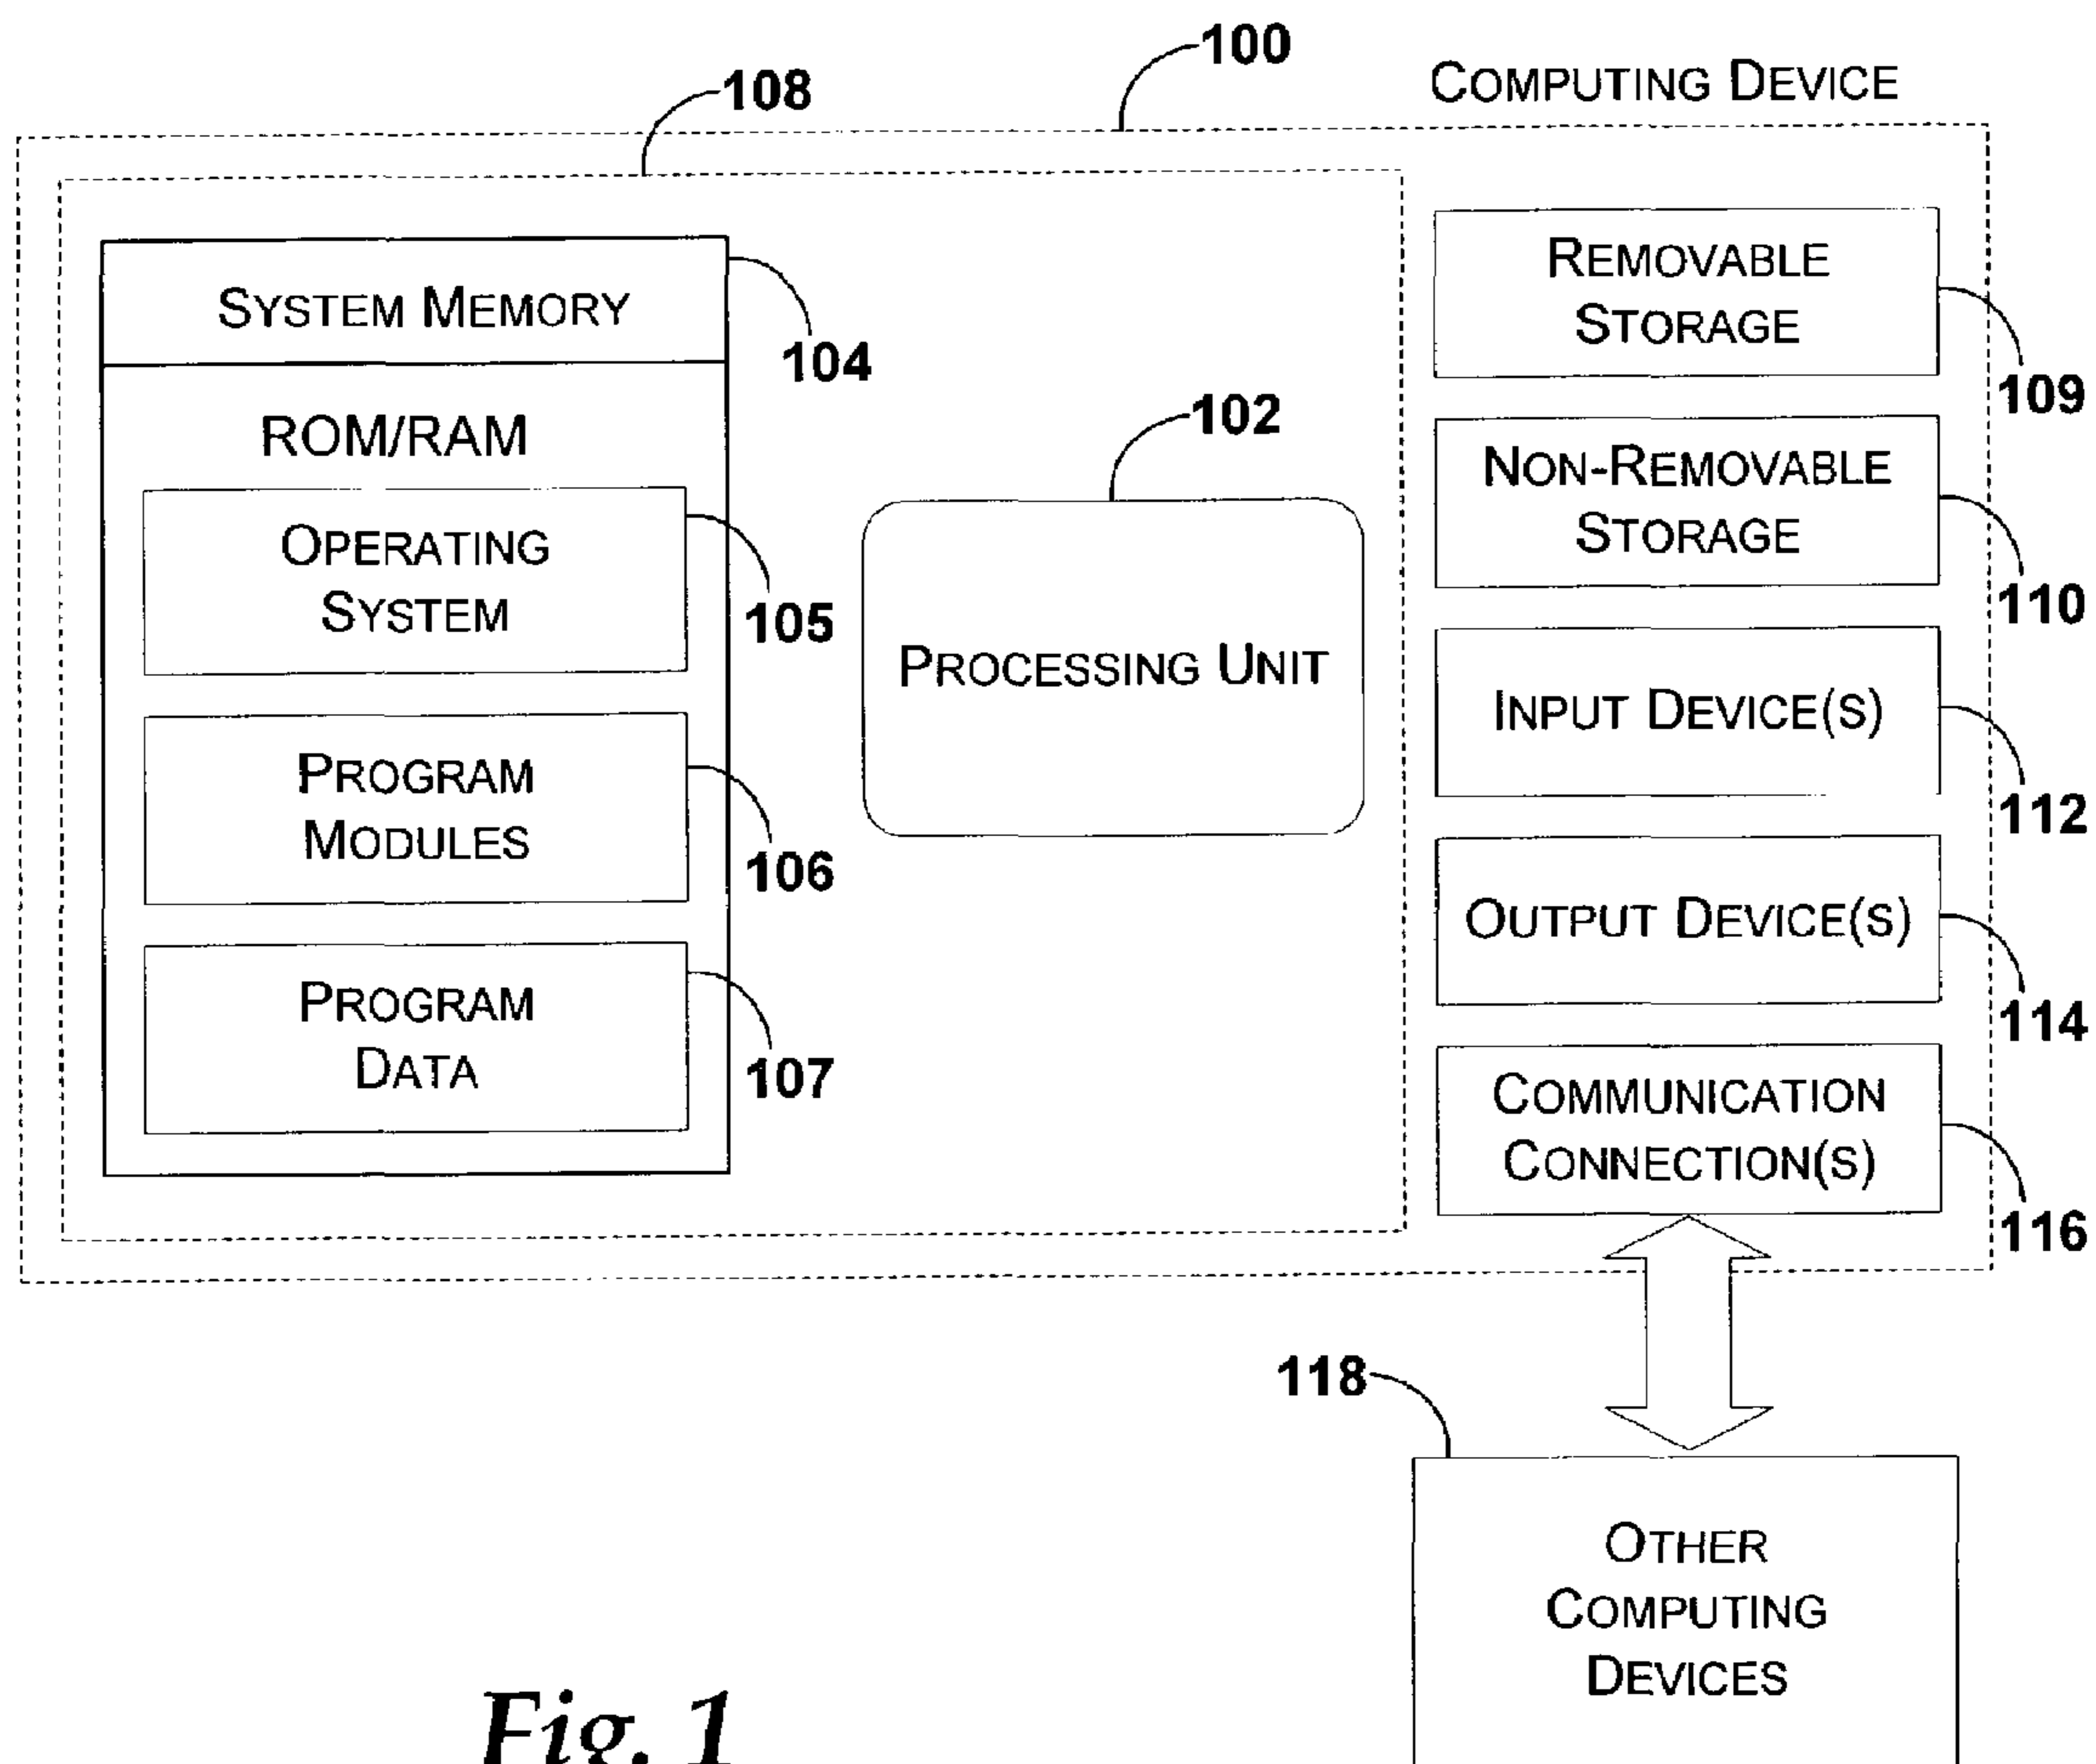 100
COMPUTING DEVICE
108
SYSTEM MEMORY
104
ROM/RAM
OPERATING
SYSTEM
105
PROGRAM
MODULES
106
PROGRAM
DATA
107
102
PROCESSING UNIT
REMOVABLE
STORAGE
109
NON-REMOVABLE
STORAGE
110
INPUT DEVICE(S)
112
OUTPUT DEVICE(S)
114
COMMUNICATION
CONNECTION(S)
116
118
OTHER
COMPUTING
DEVICES
Fig. 1